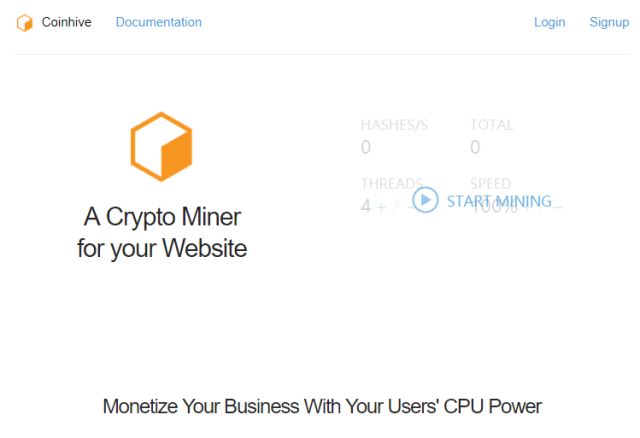 Coinhive Documentation Login Signup
HASHES/S TOTAL
0 0
THREADS SPEED
4 + / − 100% + / −
START MINING
A Crypto Miner
for your Website
Monetize Your Business With Your Users' CPU Power